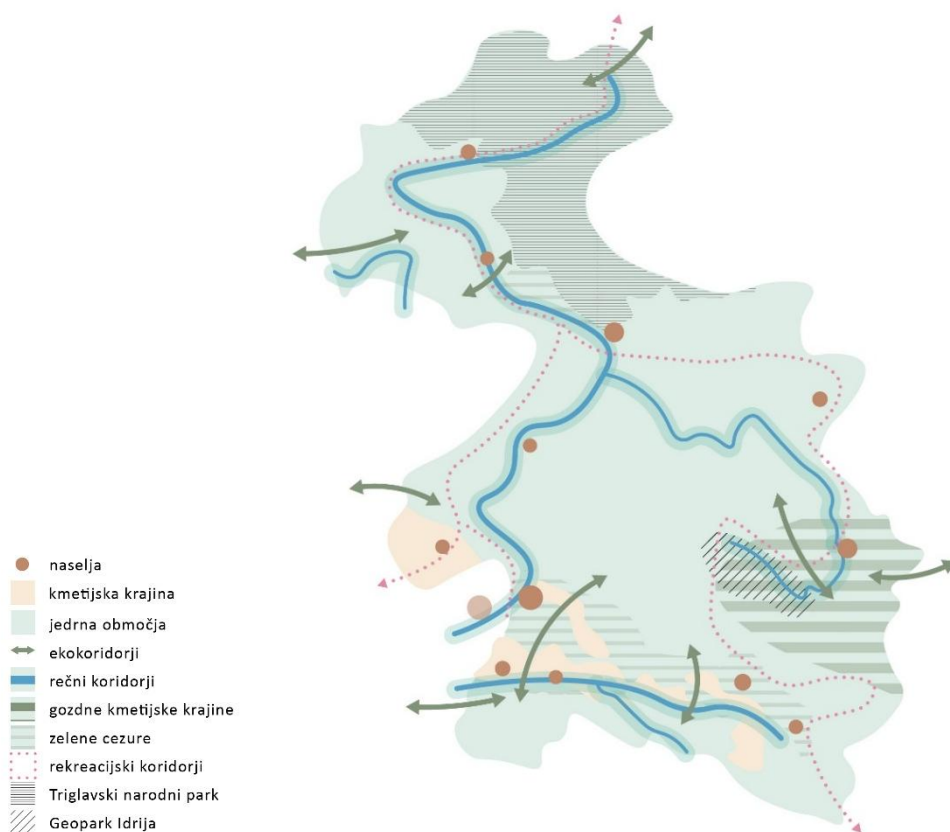 naselja
kmetijska krajina
jedrna območja
ekokoridorji
rečni koridorji
gozdne kmetijske krajine
zelene cezure
rekreacijski koridorji
Triglavski narodni park
Geopark Idrija